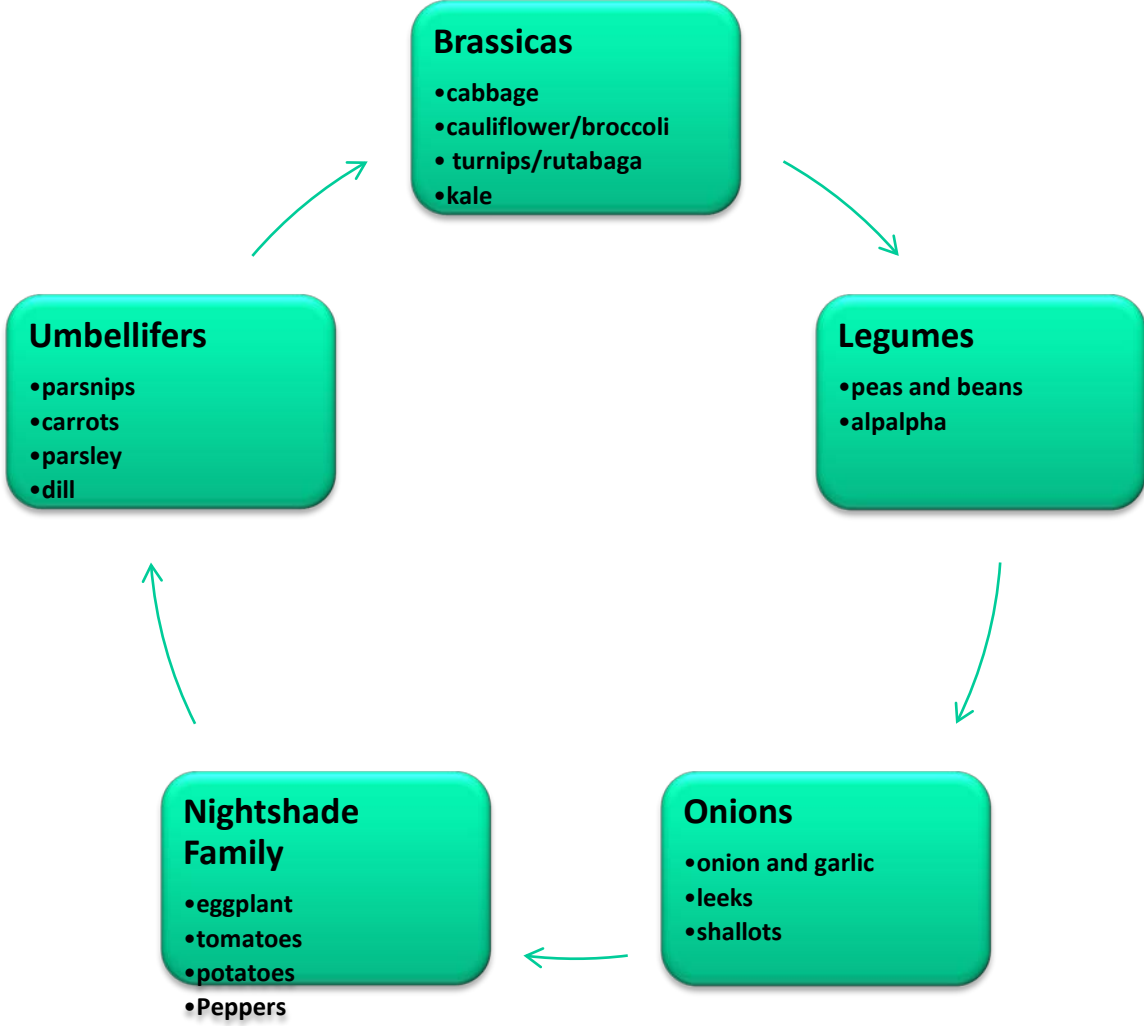 Brassicas
•cabbage
•cauliflower/broccoli
• turnips/rutabaga
•kale
Legumes
•peas and beans
•alpalpha
Onions
•onion and garlic
•leeks
•shallots
Nightshade
Family
•eggplant
•tomatoes
•potatoes
•Peppers
Umbellifers
•parsnips
•carrots
•parsley
•dill